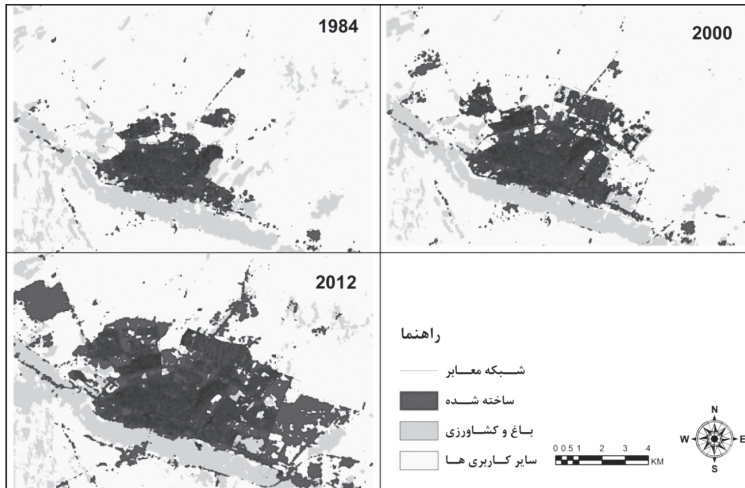 1984
2000
2012
راهنما
شبکه معابر
ساخته شده
باغ و کشاورزی
سایر کاربری ها
0 0.5 1 2 3 4
KM
N
W E
S